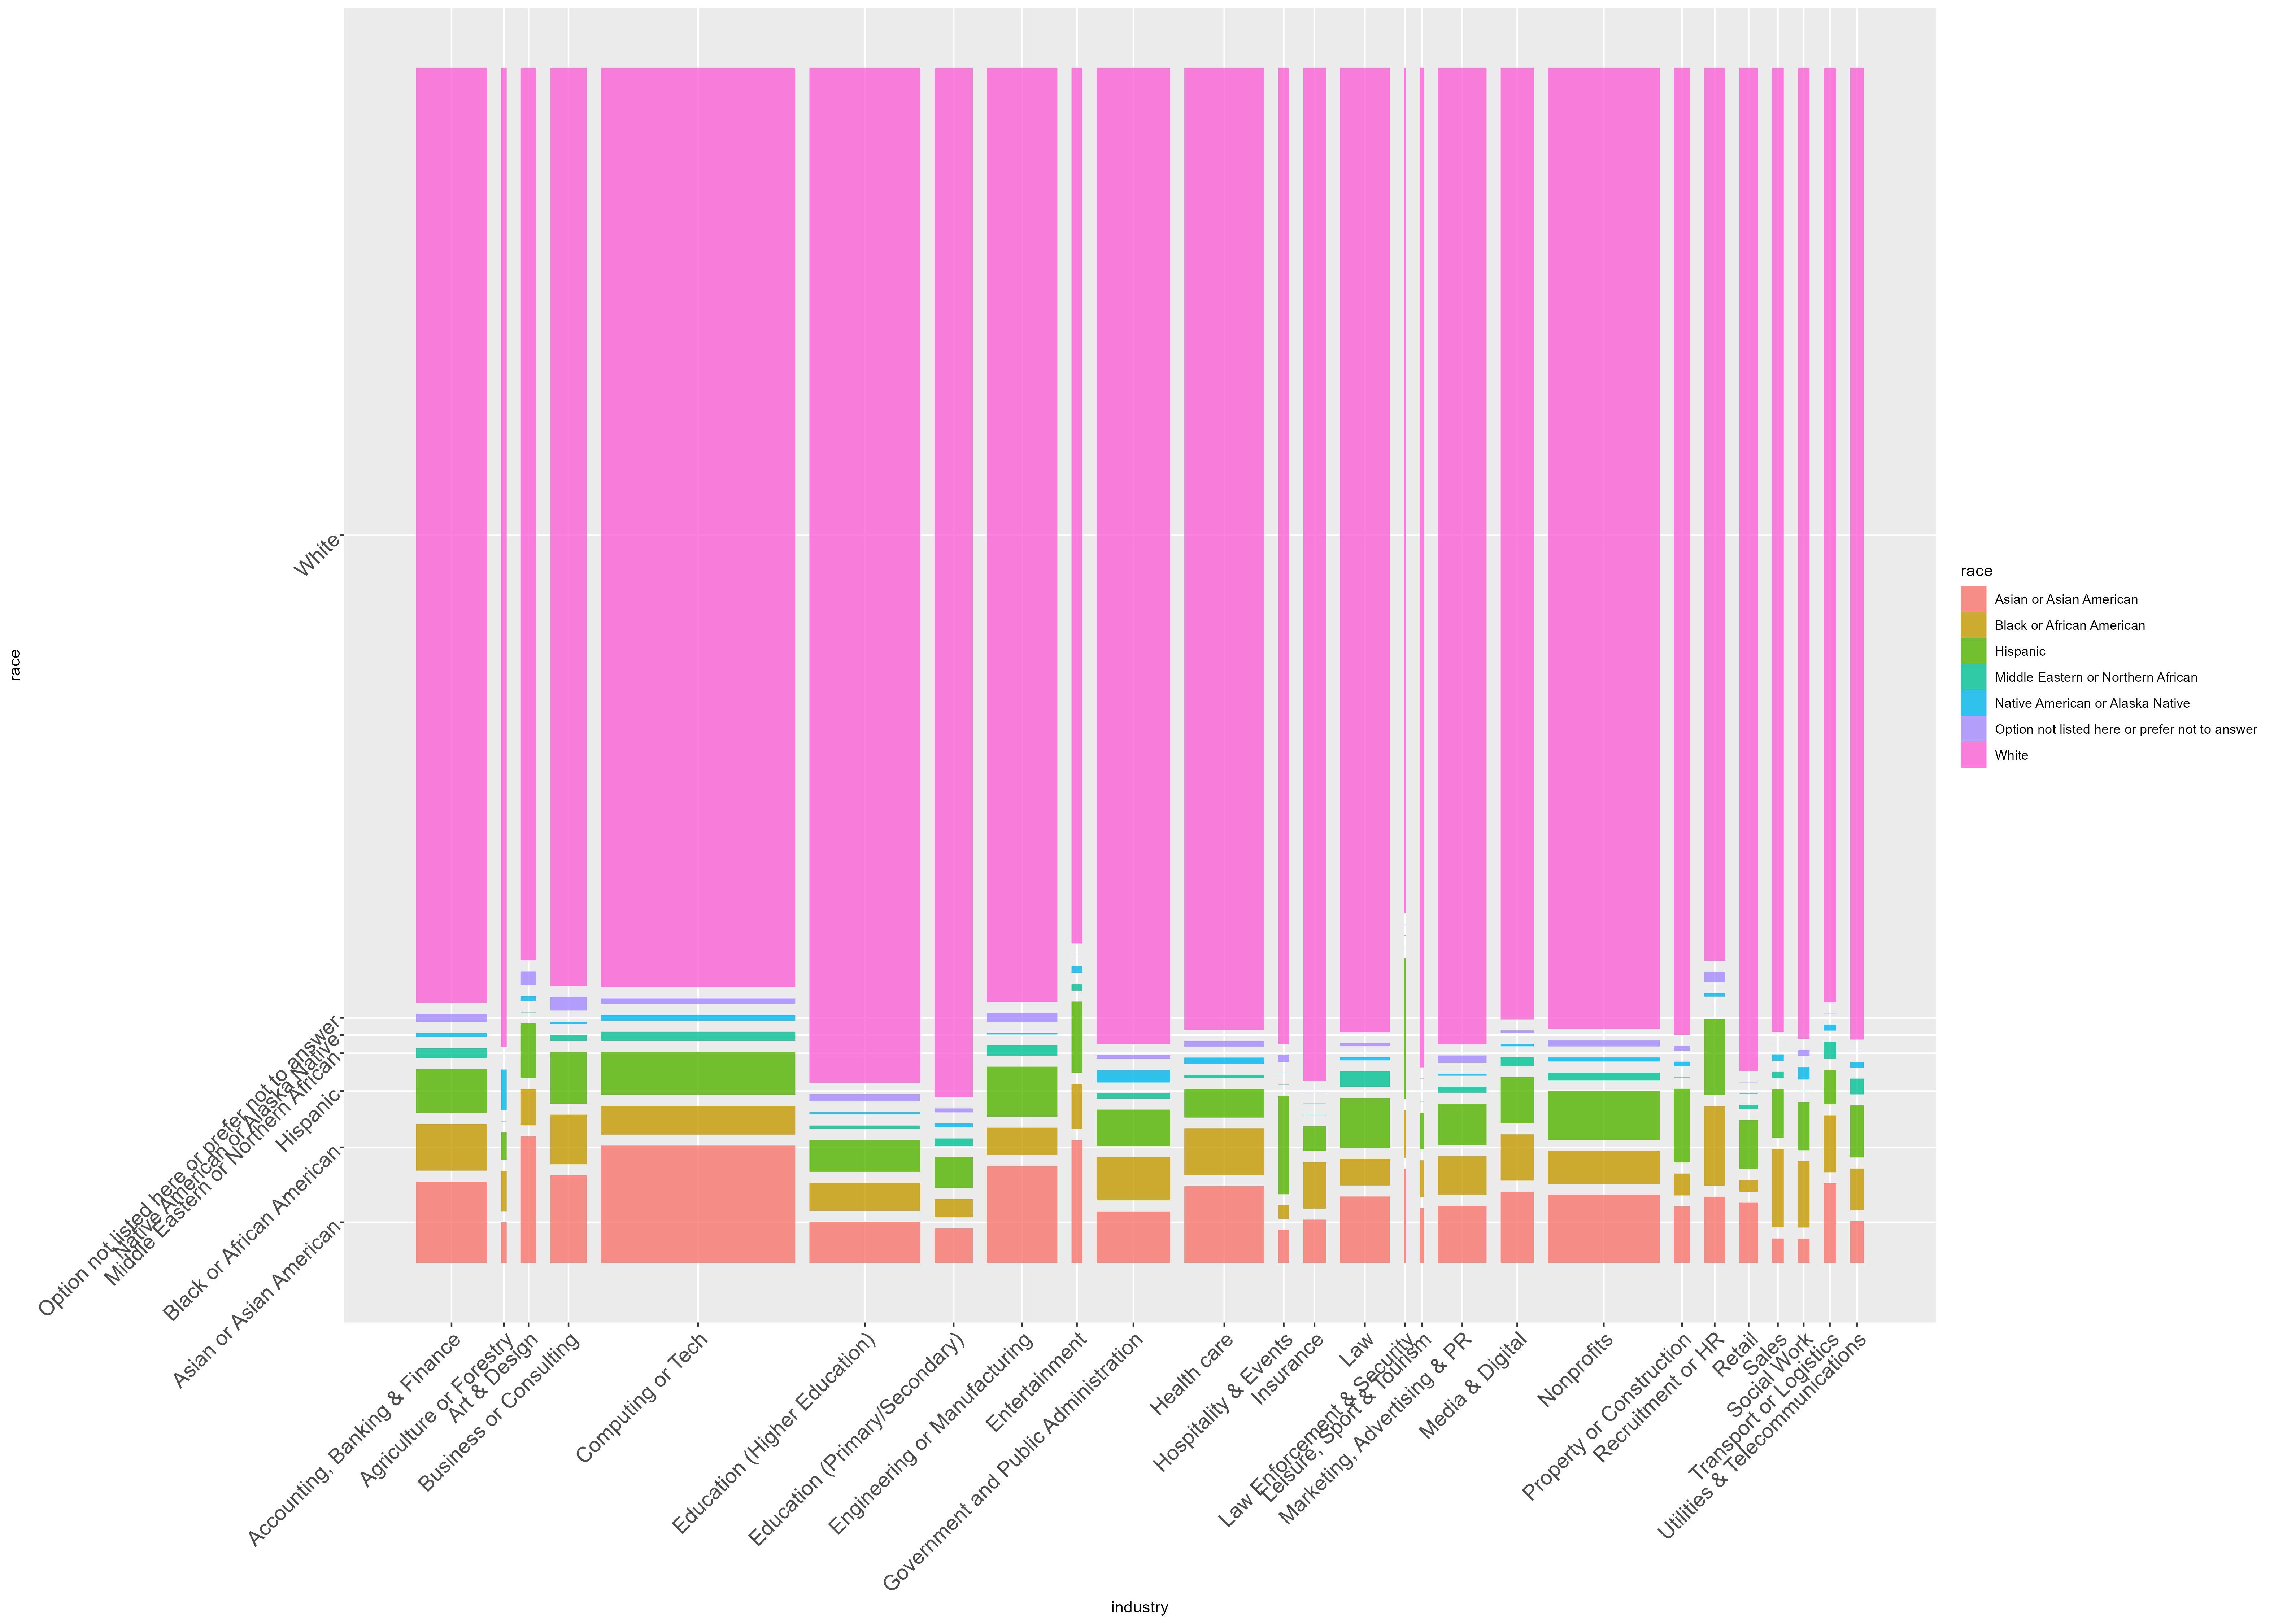 race
White
Option not listed here or prefer not to answer
Native American or Alaska Native
Middle Eastern or Northern African
Hispanic
Black or African American
Asian or Asian American
Accounting, Banking & Finance
Agriculture or Forestry
Art & Design
Business or Consulting
Computing or Tech
Education (Higher Education)
Education (Primary/Secondary)
Engineering or Manufacturing
Entertainment
Government and Public Administration
Health care
Hospitality & Events
Insurance
Law
Law Enforcement & Security
Leisure, Sport & Tourism
Marketing, Advertising & PR
Media & Digital
Nonprofits
Property or Construction
Recruitment or HR
Retail
Sales
Social Work
Transport or Logistics
Utilities & Telecommunications
industry
race
Asian or Asian American
Black or African American
Hispanic
Middle Eastern or Northern African
Native American or Alaska Native
Option not listed here or prefer not to answer
White